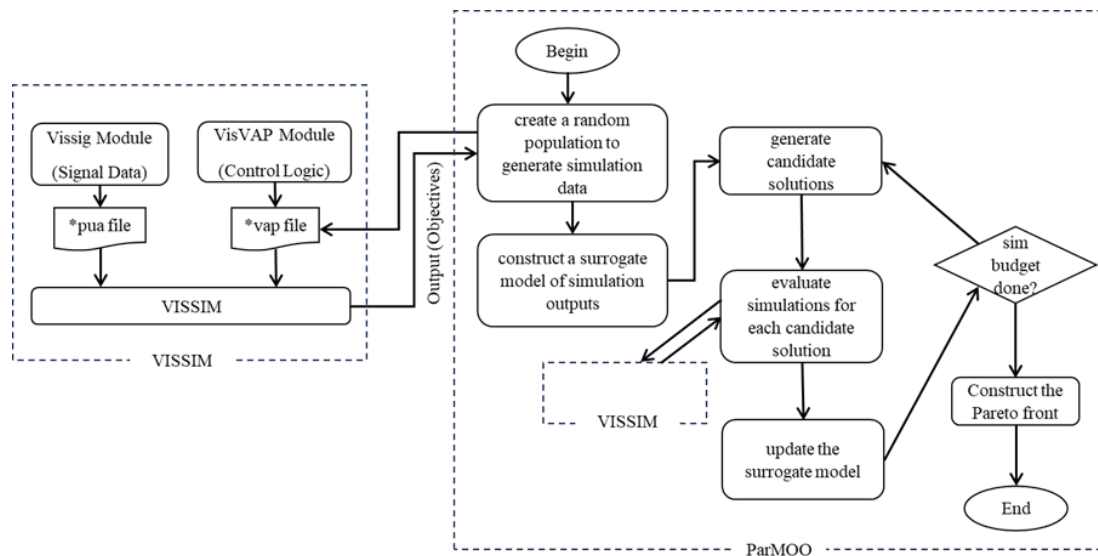 Vissig Module
(Signal Data)
VisVAP Module
(Control Logic)
*pua file
*vap file
VISSIM
VISSIM
Output (Objectives)
Begin
create a random
population to
generate simulation
data
construct a surrogate
model of simulation
outputs
generate
candidate
solutions
evaluate
simulations for
each candidate
solution
VISSIM
update the
surrogate model
sim
budget
done?
Construct the
Pareto front
End
ParMOO